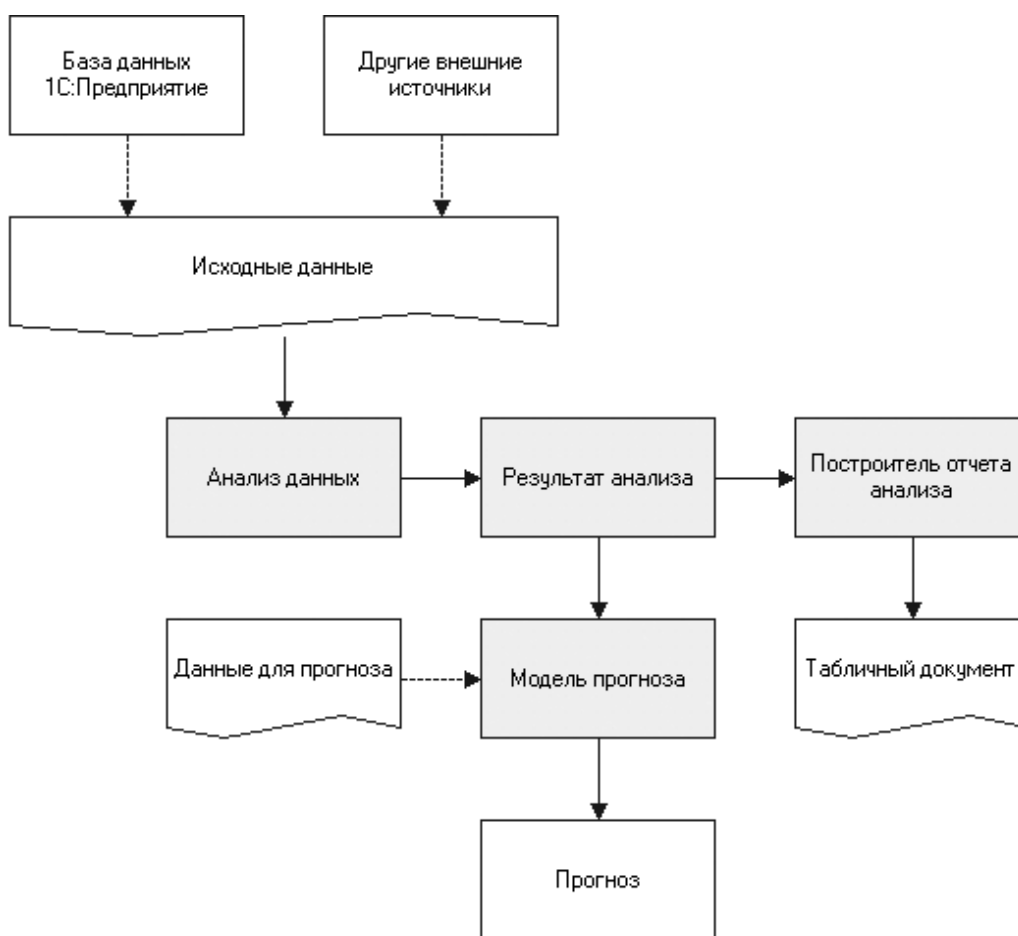 База данных
1С:Предприятие
Другие внешние
источники
Исходные данные
Анализ данных
Результат анализа
Построитель отчета
анализа
Данные для прогноза
Модель прогноза
Табличный документ
Прогноз